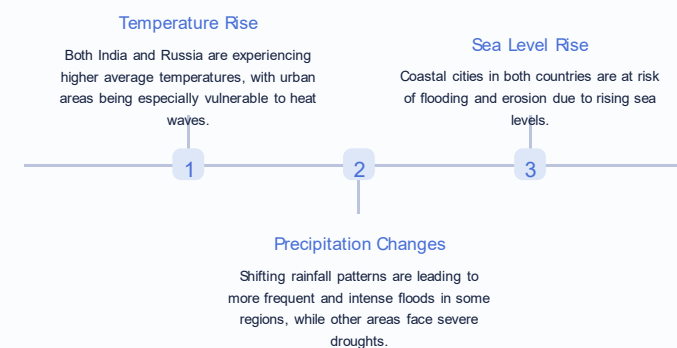 Temperature Rise
Both India and Russia are experiencing
higher average temperatures, with urban
areas being especially vulnerable to heat
waves.
Sea Level Rise
Coastal cities in both countries are at risk
of flooding and erosion due to rising sea
levels.
1
2
3
Precipitation Changes
Shifting rainfall patterns are leading to
more frequent and intense floods in some
regions, while other areas face severe
droughts.